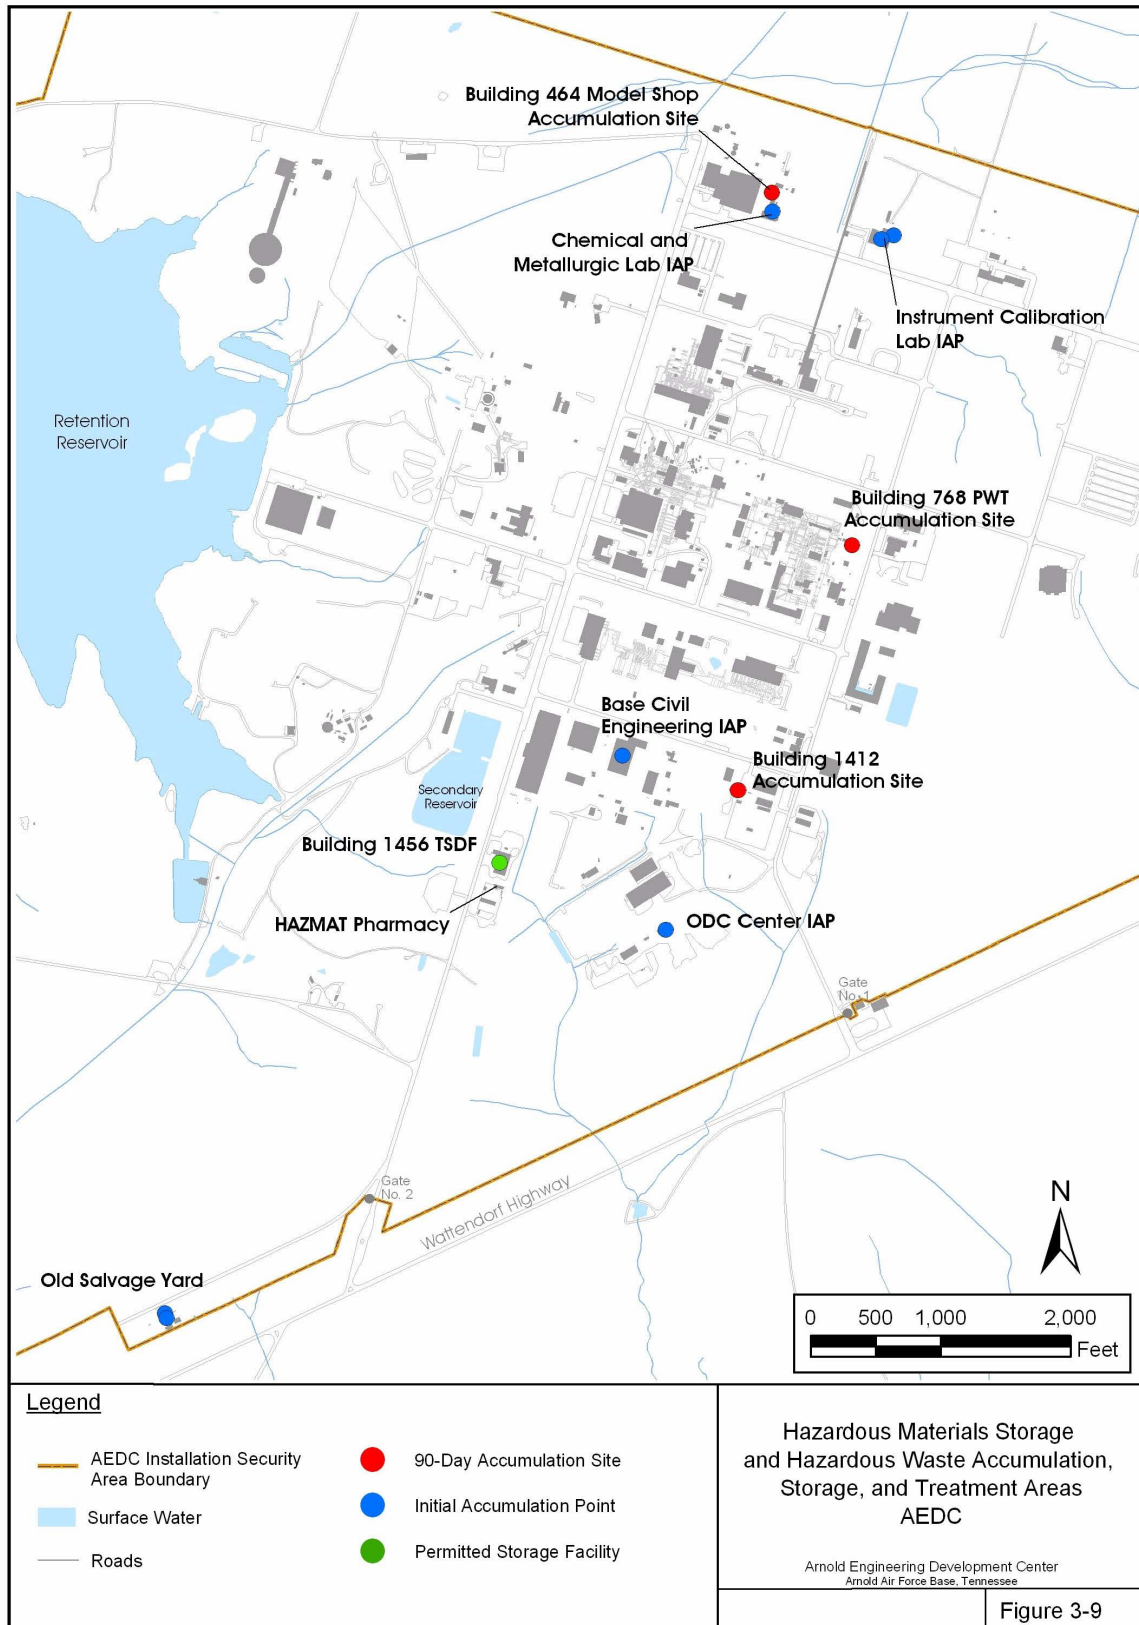 Building 464 Model Shop
Accumulation Site
Chemical and
Metallurgic Lab IAP
Instrument Calibration
Lab IAP
Retention
Reservoir
Building 768 PWT
Accumulation Site
Base Civil
Engineering IAP
Building 1412
Accumulation Site
Secondary
Reservoir
Building 1456 TSDF
HAZMAT Pharmacy
ODC Center IAP
Gate
No. 1
Gate
No. 2
Wattendorf Highway
Old Salvage Yard
N
0 500 1,000 2,000
Feet
Legend
AEDC Installation Security
Area Boundary
Surface Water
Roads
90-Day Accumulation Site
Initial Accumulation Point
Permitted Storage Facility
Hazardous Materials Storage
and Hazardous Waste Accumulation,
Storage, and Treatment Areas
AEDC
Arnold Engineering Development Center
Arnold Air Force Base, Tennessee
Figure 3-9